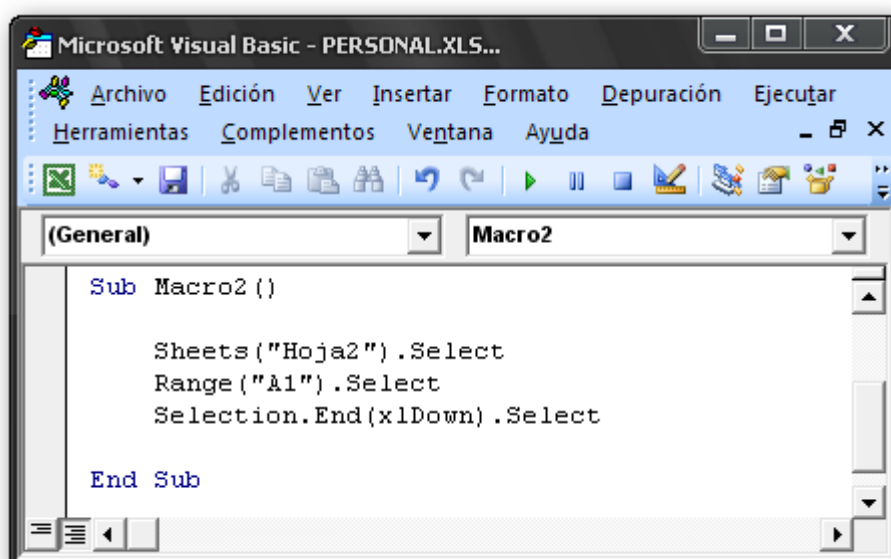 Microsoft Visual Basic - PERSONAL.XLS...
Archivo Edición Ver Insertar Formato Depuración Ejecutar
Herramientas Complementos Ventana Ayuda
(General) Macro2
Sub Macro2()
Sheets("Hoja2").Select
Range("A1").Select
Selection.End(xlDown).Select
End Sub